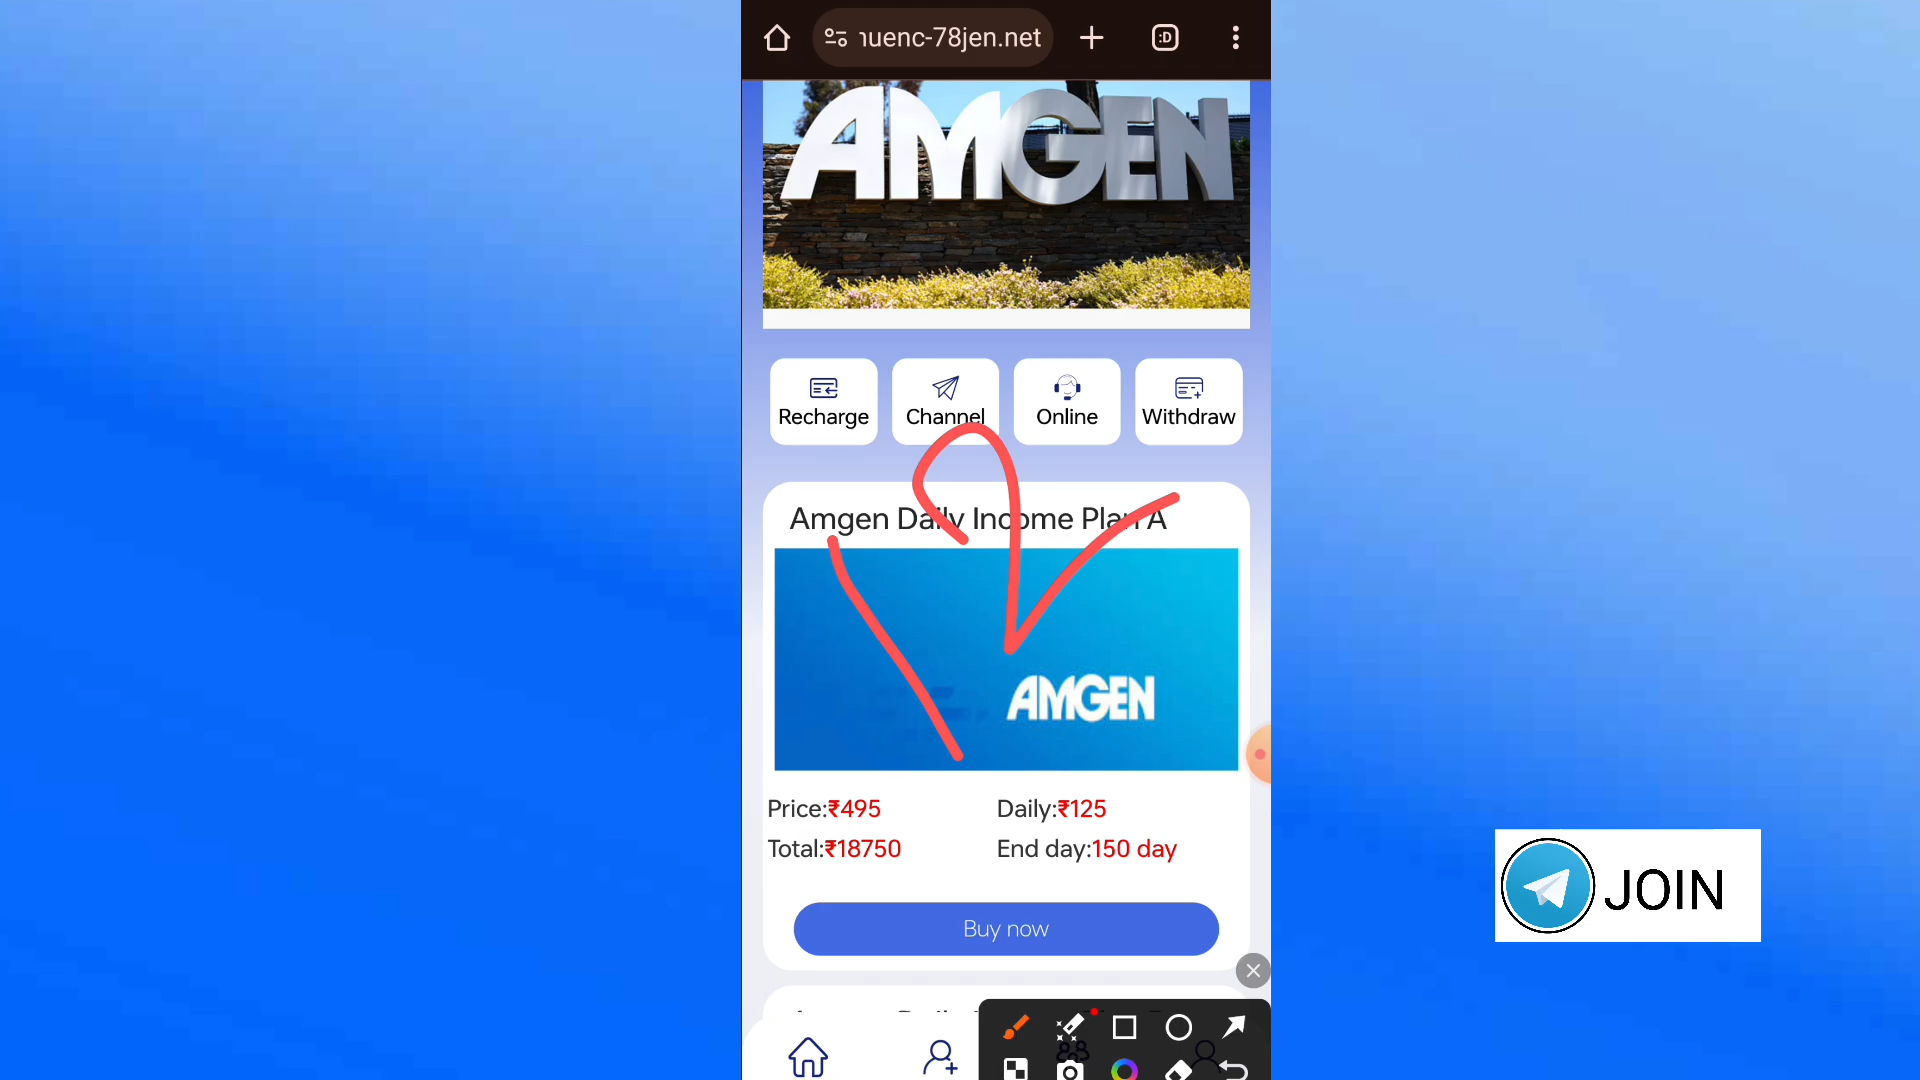 nuenc-78jen.net
:D
AMGEN
Recharge
Channel
Online
Withdraw
Amgen Daily Income Plan A
AMGEN
Price:₹495
Daily:₹125
Total:₹18750
End day:150 day
Buy now
JOIN